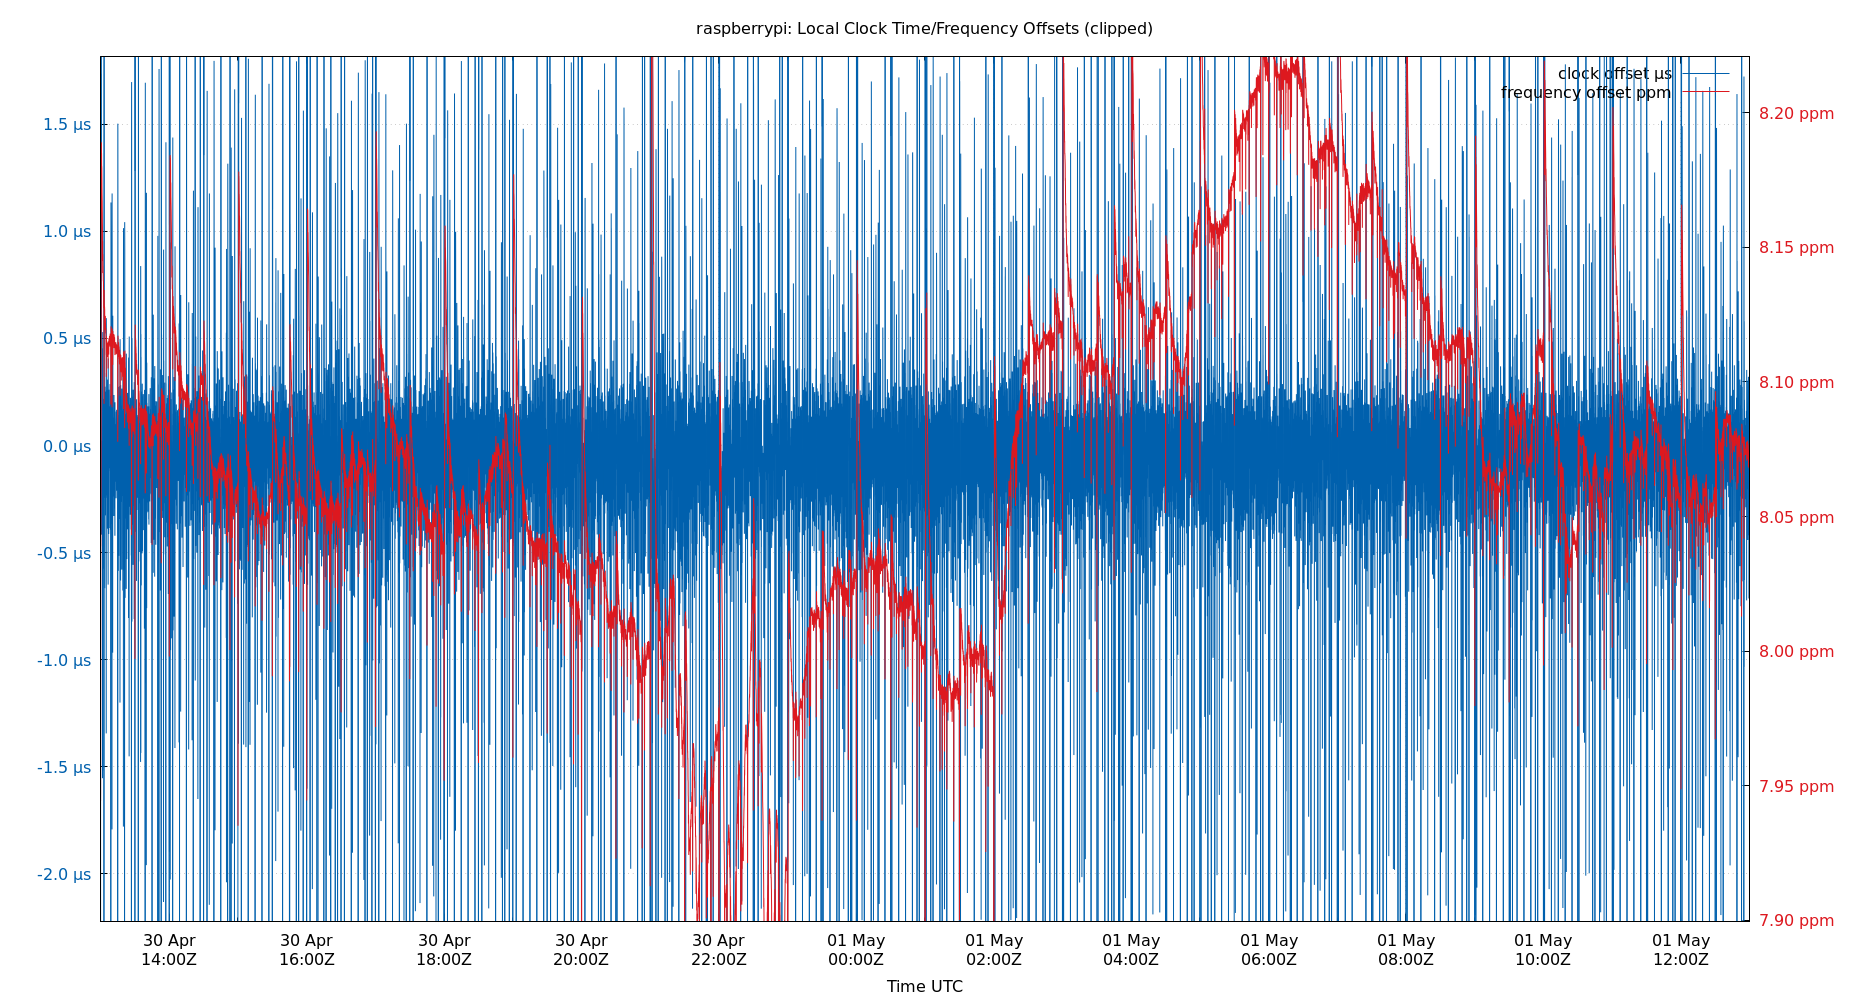 raspberrypi: Local Clock Time/Frequency Offsets (clipped)
clock offset µs
frequency offset ppm
1.5 µs
1.0 µs
0.5 µs
0.0 µs
-0.5 µs
-1.0 µs
-1.5 µs
-2.0 µs
8.20 ppm
8.15 ppm
8.10 ppm
8.05 ppm
8.00 ppm
7.95 ppm
7.90 ppm
30 Apr 30 Apr 30 Apr 30 Apr 30 Apr 01 May 01 May 01 May 01 May 01 May 01 May 01 May
14:00Z 16:00Z 18:00Z 20:00Z 22:00Z 00:00Z 02:00Z 04:00Z 06:00Z 08:00Z 10:00Z 12:00Z
Time UTC